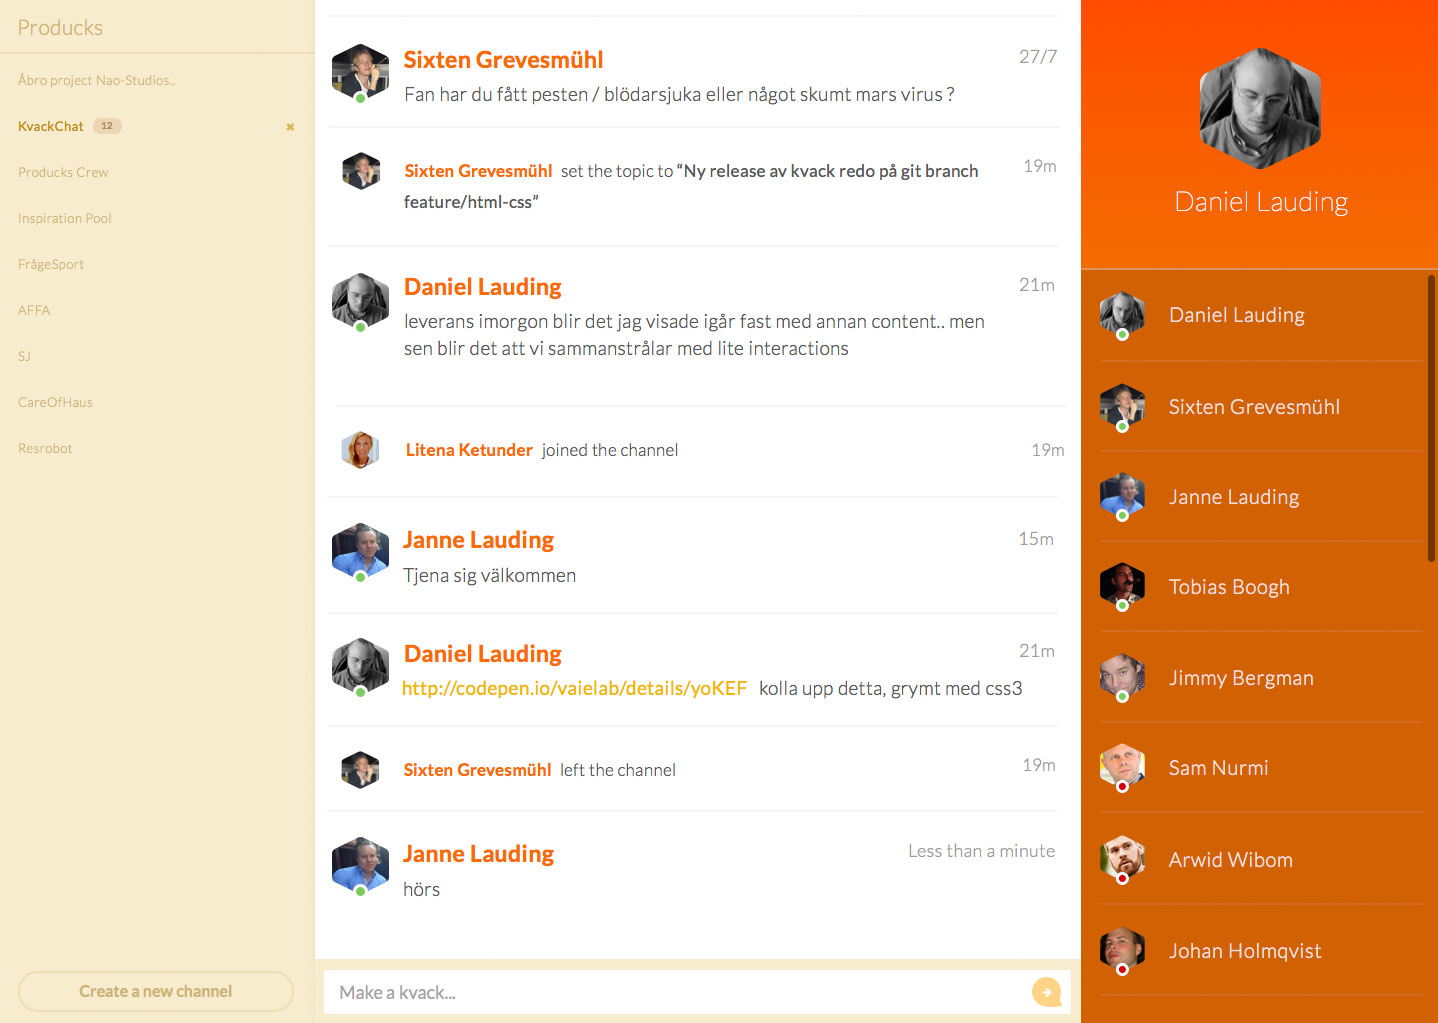 Producks
Åbro project Nao-Studios..
KvackChat 12
Producks Crew
Inspiration Pool
FrågeSport
AFFA
SJ
CareOfHaus
Resrobot
Create a new channel
Sixten Grevesmühl 27/7
Fan har du fått pesten / blödarsjuka eller något skumt mars virus ?
Sixten Grevesmühl set the topic to “Ny release av kvack redo på git branch 19m
feature/html-css”
Daniel Lauding 21m
leverans imorgon blir det jag visade igår fast med annan content.. men
sen blir det att vi sammanstrålar med lite interactions
Litena Ketunder joined the channel 19m
Janne Lauding 15m
Tjena sig välkommen
Daniel Lauding 21m
http://codepen.io/vaielab/details/yoKEF kolla upp detta, grymt med css3
Sixten Grevesmühl left the channel 19m
Janne Lauding Less than a minute
hörs
Make a kvack...
Daniel Lauding
Daniel Lauding
Sixten Grevesmühl
Janne Lauding
Tobias Boogh
Jimmy Bergman
Sam Nurmi
Arwid Wibom
Johan Holmqvist